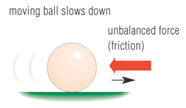 moving ball slows down
unbalanced force
(friction)